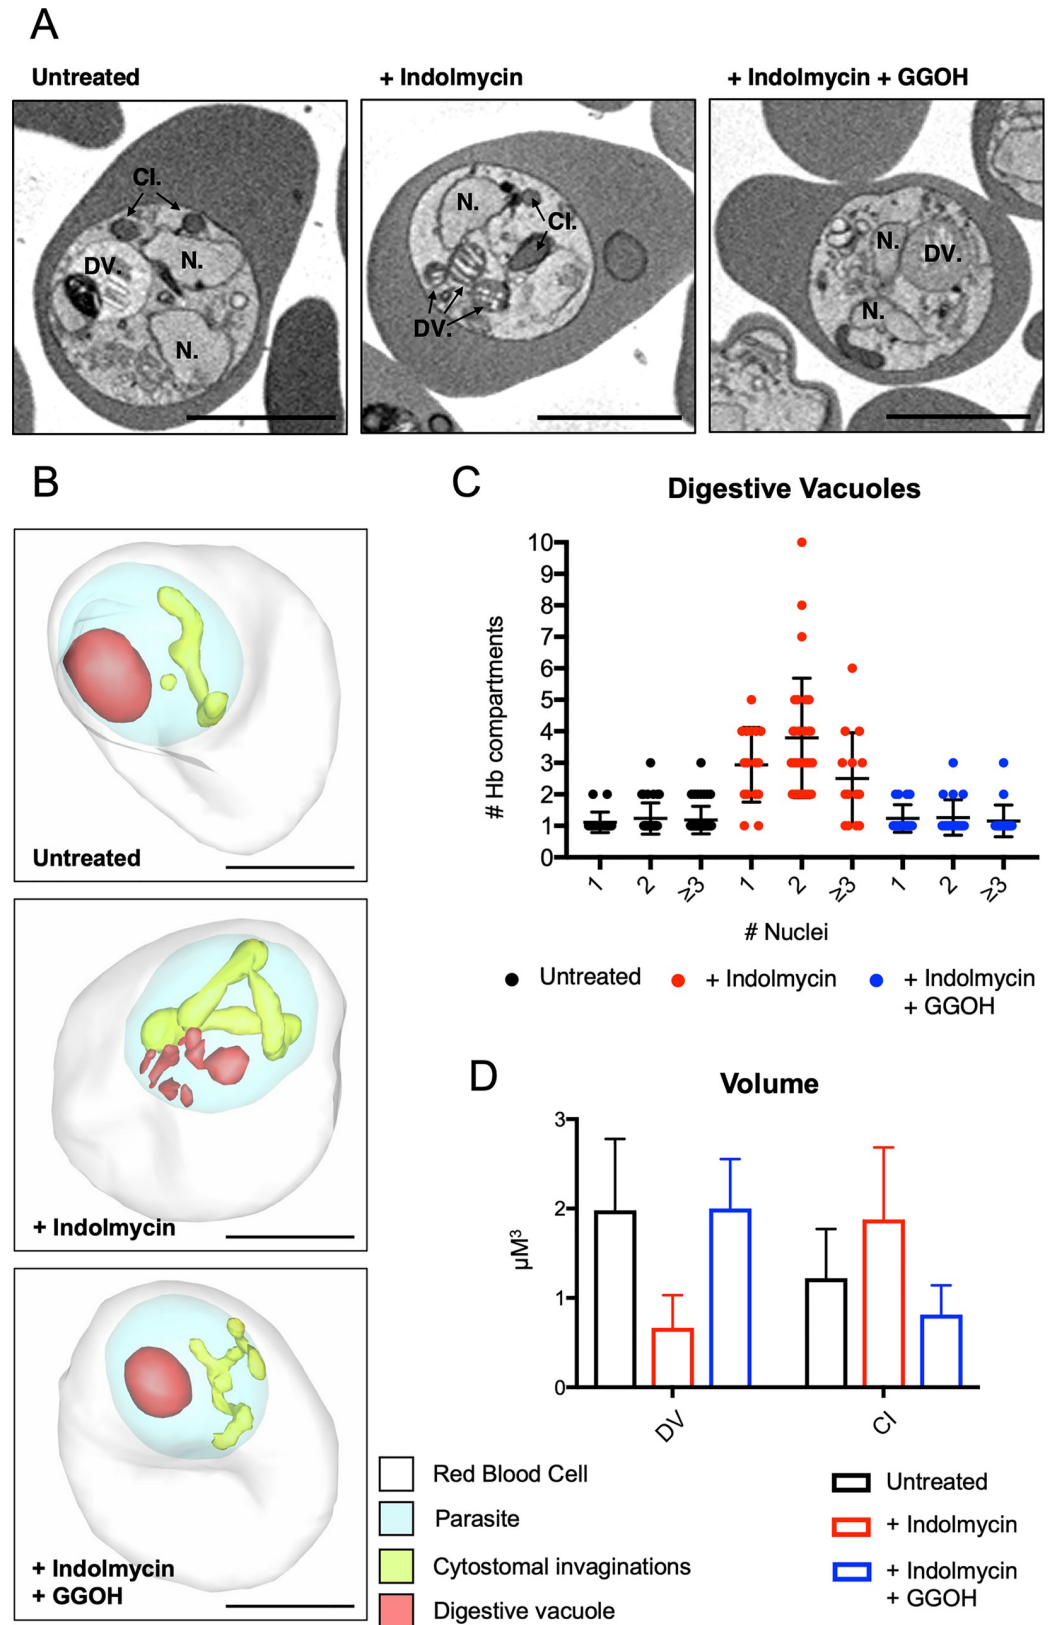 A
Untreated
+ Indolmycin
+ Indolmycin + GGOH
CI.
DV.
N.
N.
N.
CI.
DV.
N.
DV.
N.
B
Untreated
+ Indolmycin
+ Indolmycin
+ GGOH
C
Digestive Vacuoles
# Hb compartments
10
9
8
7
6
5
4
3
2
1
0
1
2
≥3
1
2
≥3
1
2
≥3
# Nuclei
Untreated
+ Indolmycin
+ Indolmycin
+ GGOH
D
Volume
µM³
3
2
1
0
DV
CI
Red Blood Cell
Parasite
Cytostomal invaginations
Digestive vacuole
Untreated
+ Indolmycin
+ Indolmycin
+ GGOH